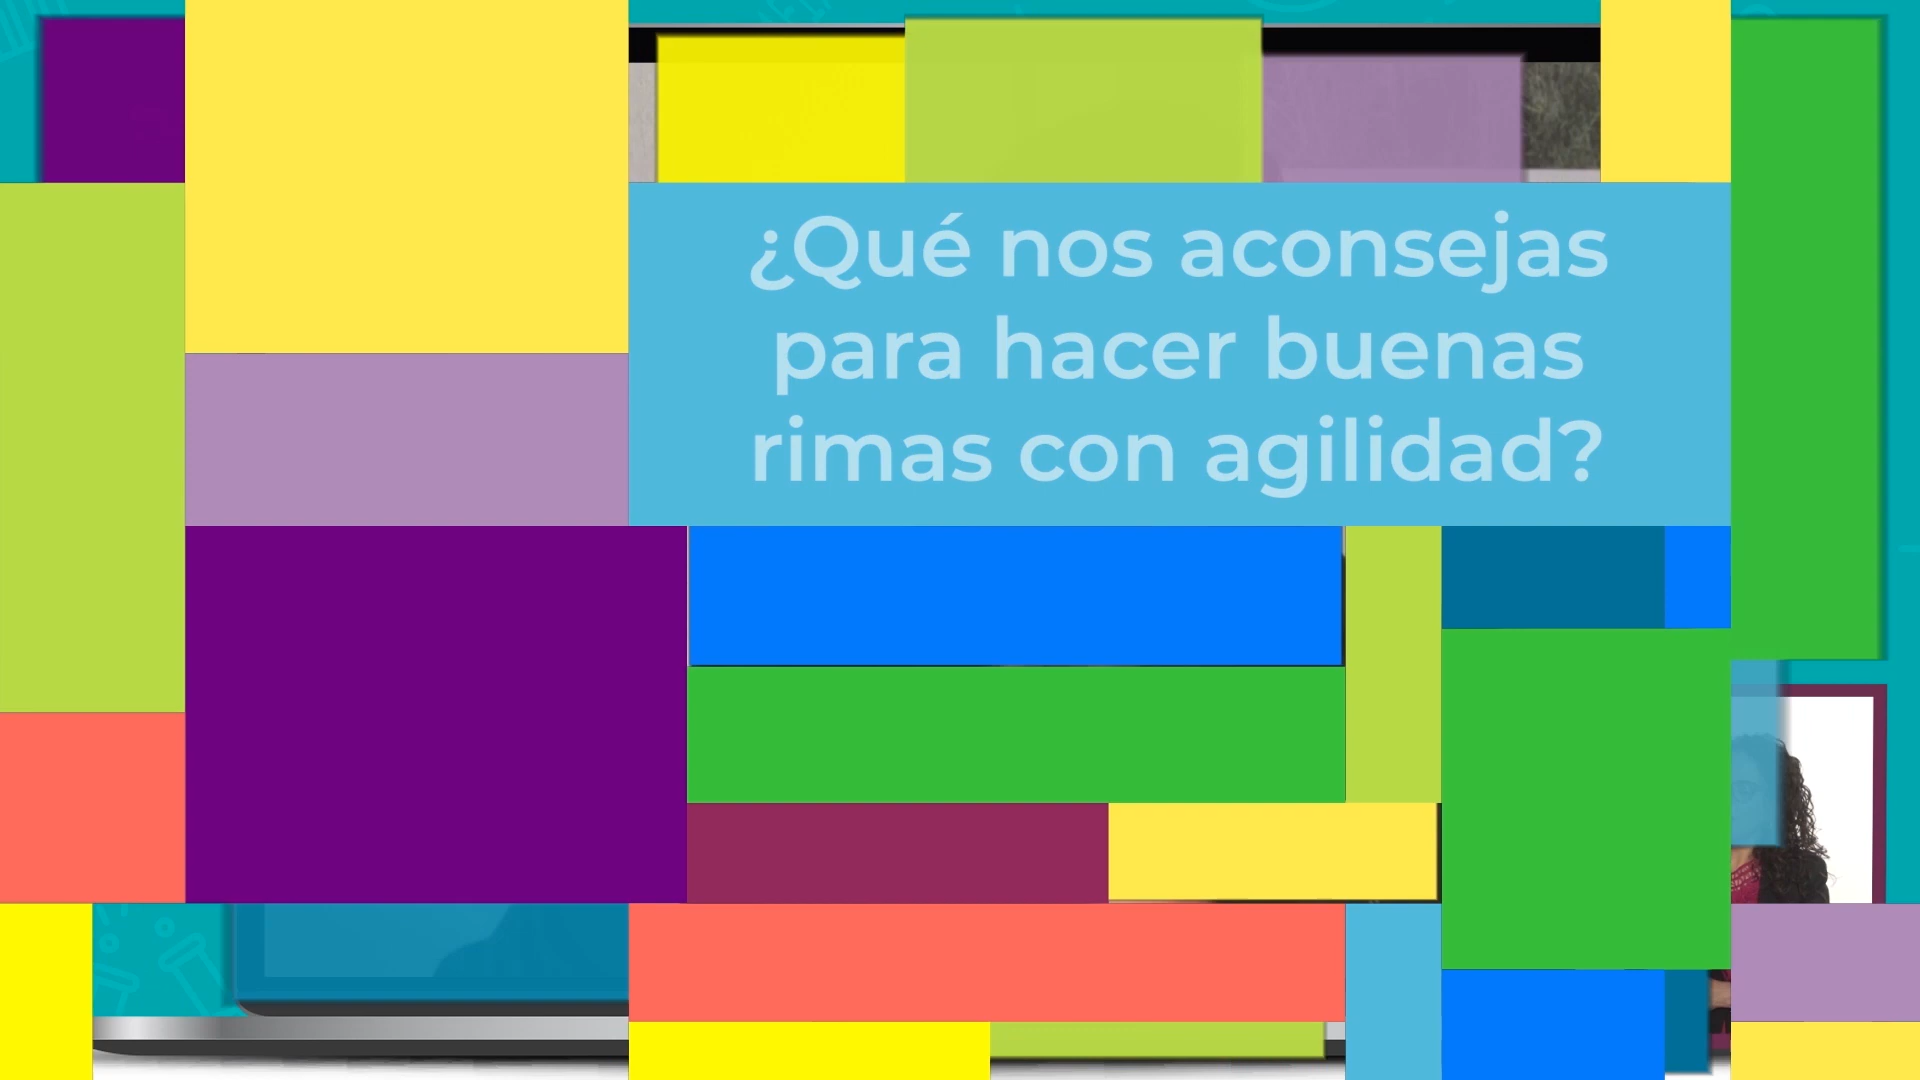 ¿Qué nos aconsejas
para hacer buenas
rimas con agilidad?